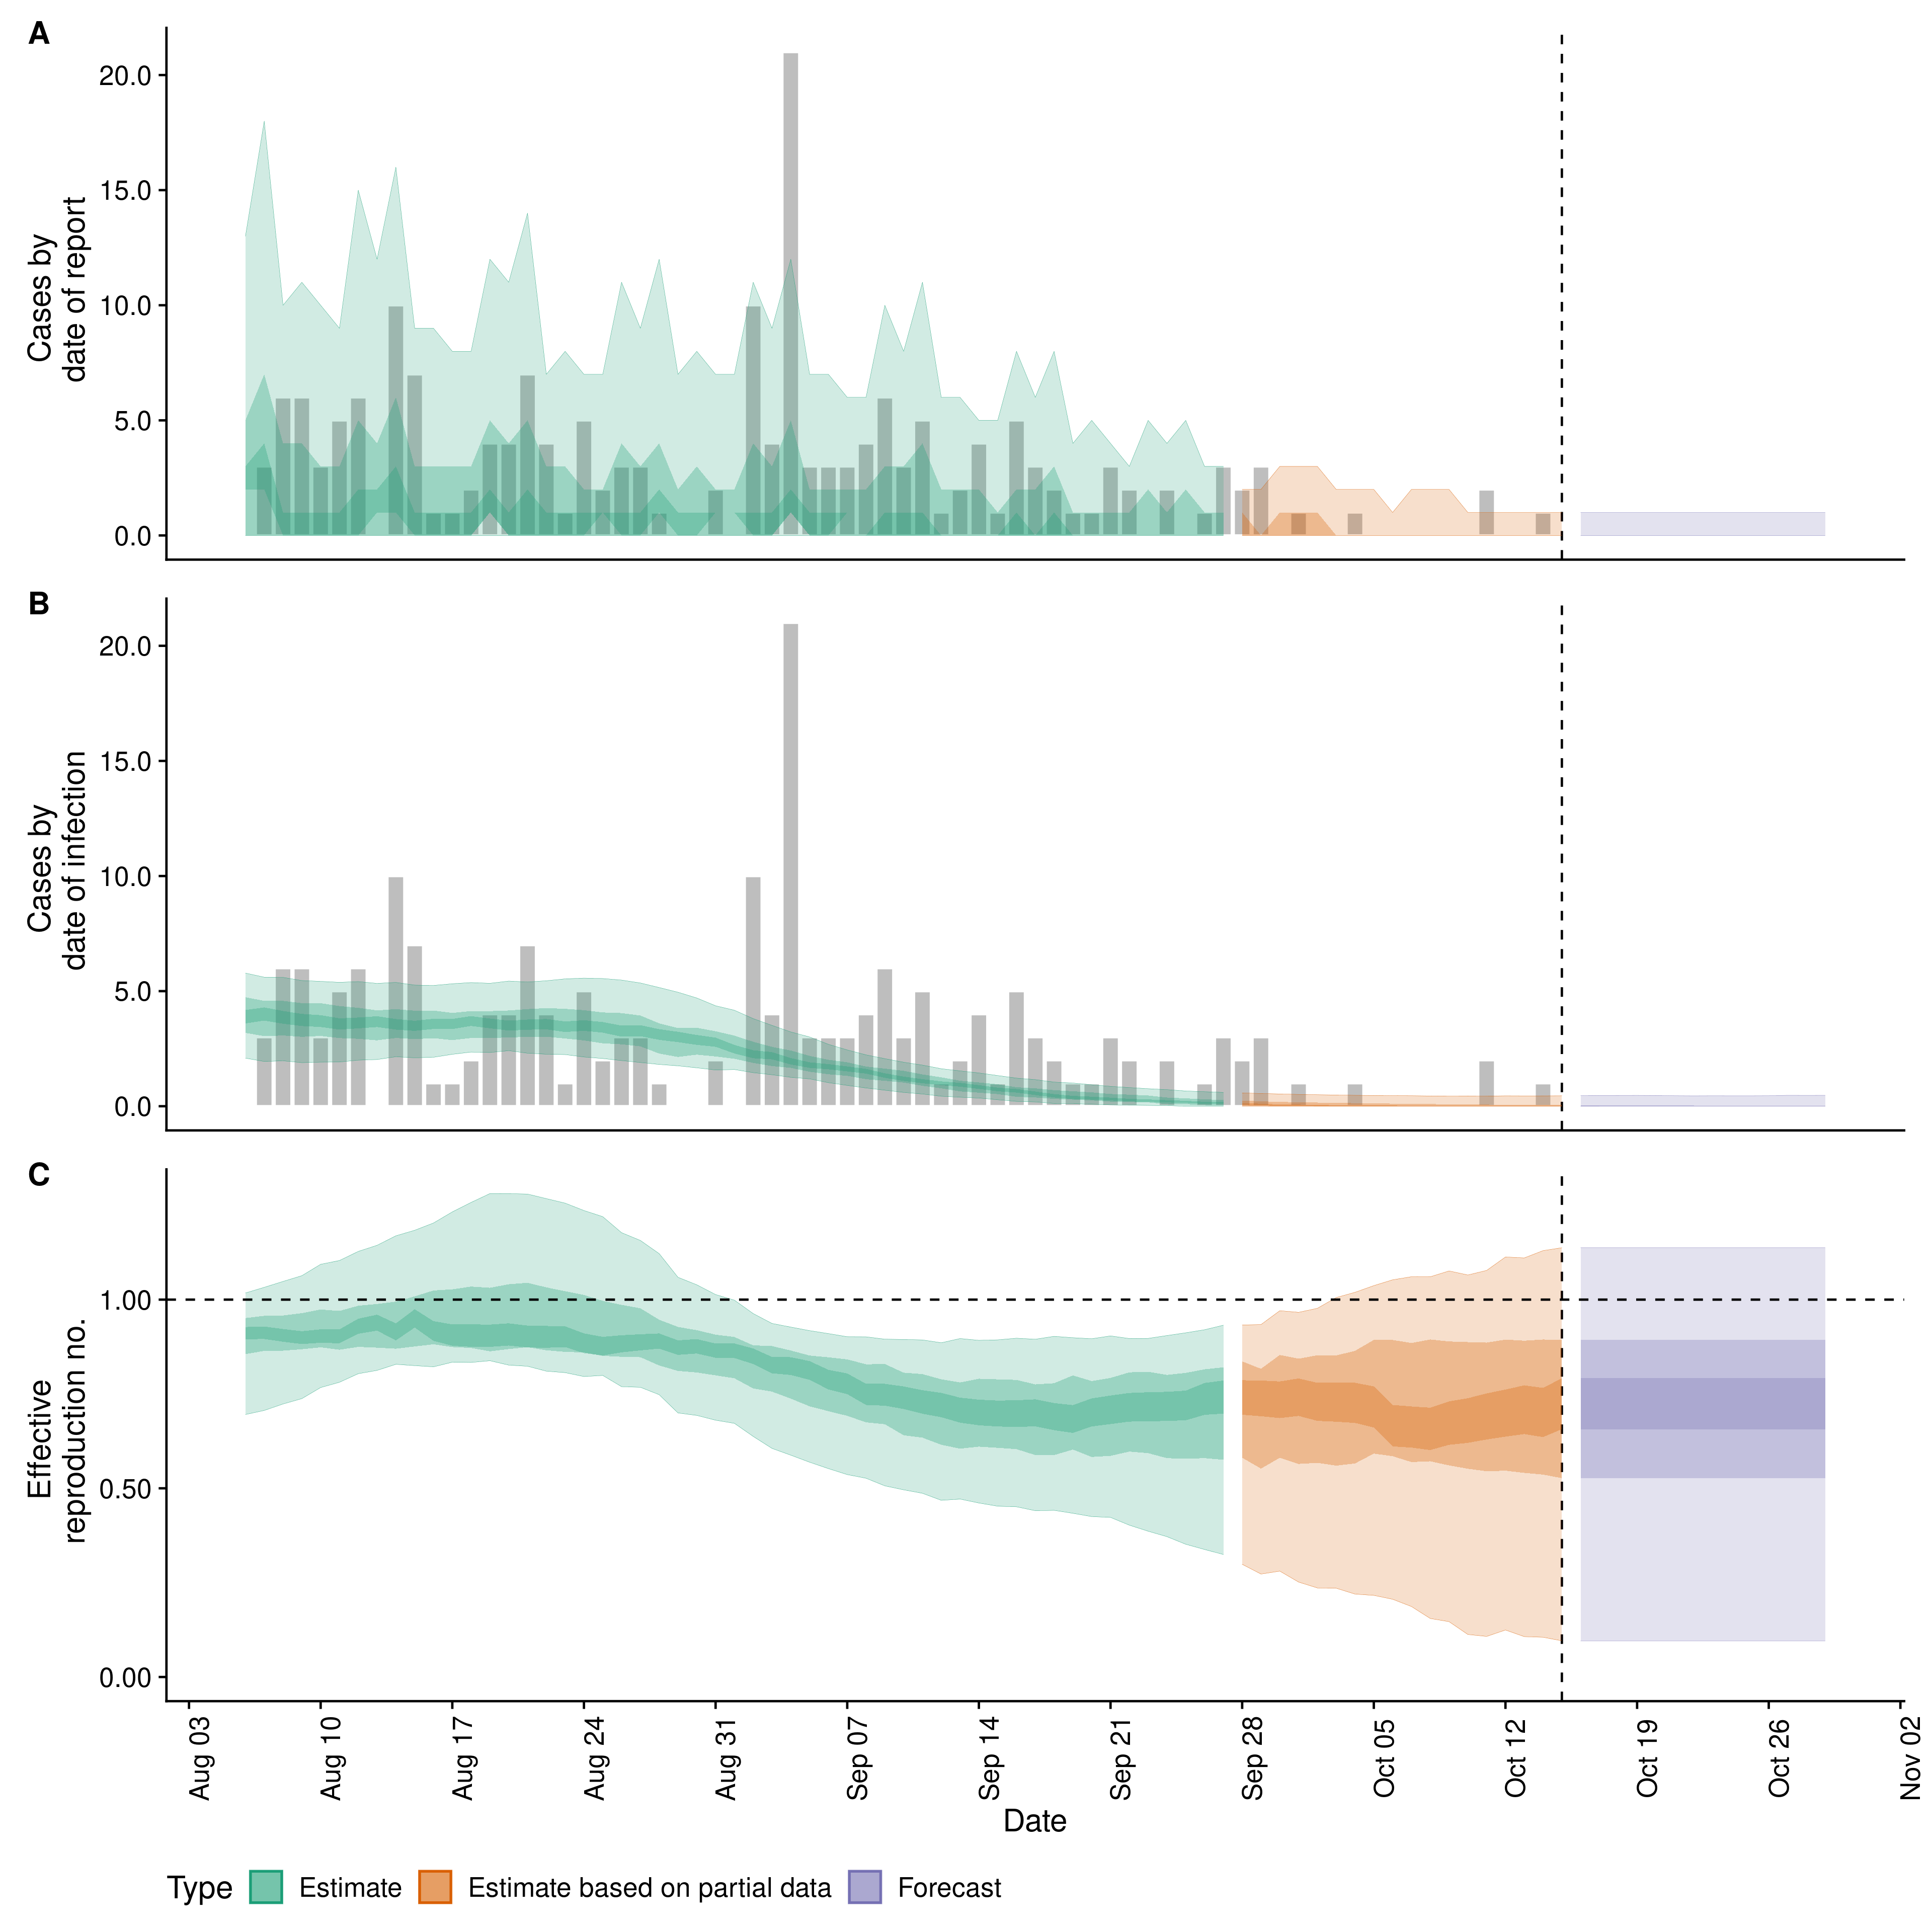 A
Cases by
date of report
20.0
15.0
10.0
5.0
0.0
B
Cases by
date of infection
20.0
15.0
10.0
5.0
0.0
C
Effective
reproduction no.
1.00
0.50
0.00
Aug 03
Aug 10
Aug 17
Aug 24
Aug 31
Sep 07
Sep 14
Sep 21
Sep 28
Oct 05
Oct 12
Oct 19
Oct 26
Nov 02
Date
Type Estimate Estimate based on partial data Forecast